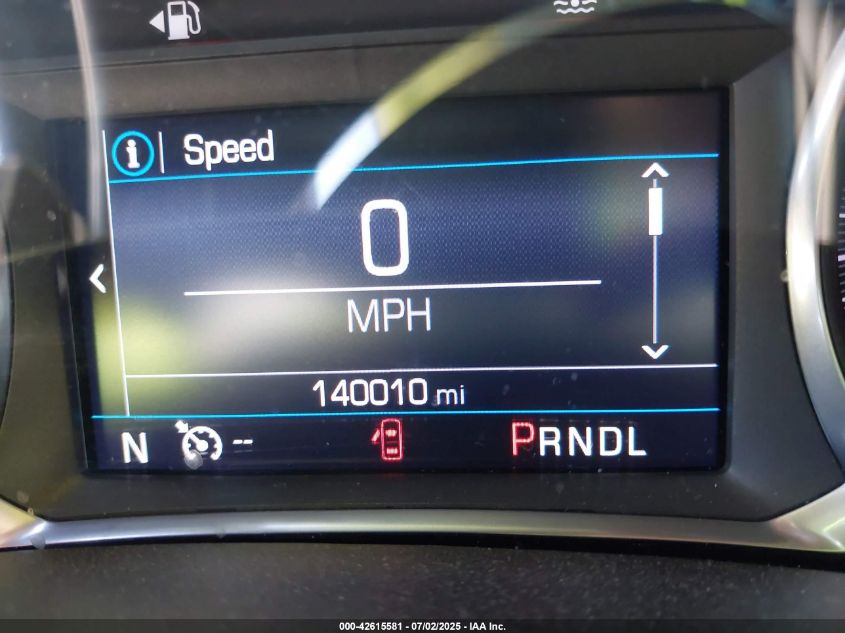 i Speed
0
MPH
140010 mi
N -- PRNDL
000-42615581 - 07/02/2025 - IAA Inc.